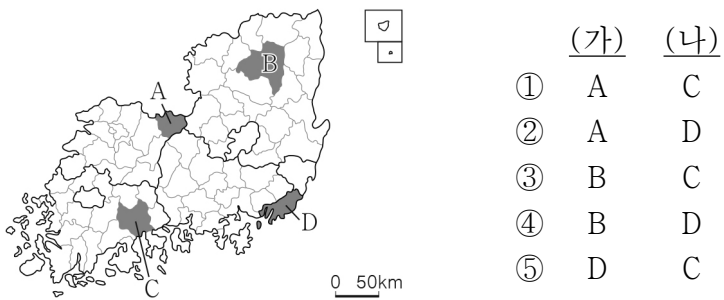 A
B
C
D
0 50km
(가) (나)
① A C
② A D
③ B C
④ B D
⑤ D C